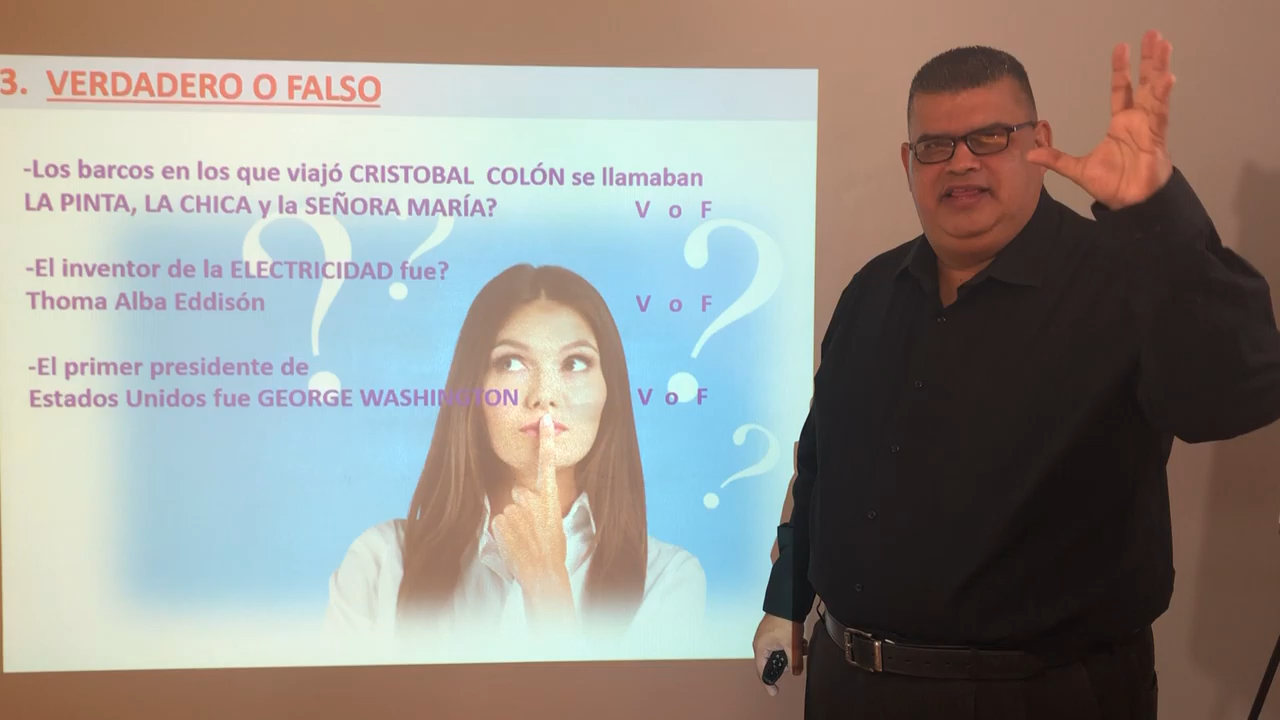 3. VERDADERO O FALSO
-Los barcos en los que viajó CRISTOBAL COLÓN se llamaban
LA PINTA, LA CHICA y la SEÑORA MARÍA? V o F
-El inventor de la ELECTRICIDAD fue?
Thoma Alba Eddisón V o F
-El primer presidente de
Estados Unidos fue GEORGE WASHINGTON V o F